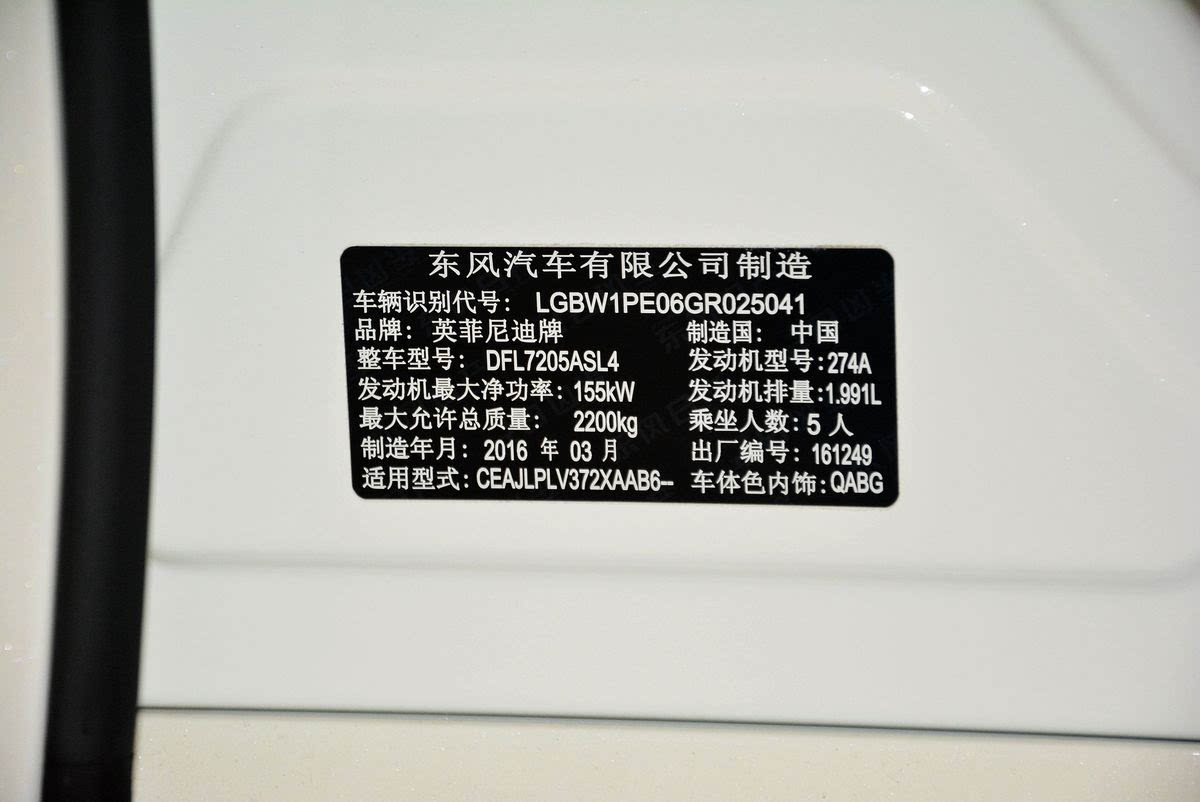 东风汽车有限公司制造
车辆识别代号： LGBW1PE06GR025041
品牌： 英菲尼迪牌 制造国： 中国
整车型号： DFL7205ASL4 发动机型号：274A
发动机最大净功率：155kW 发动机排量：1.991L
最大允许总质量： 2200kg 乘坐人数：5 人
制造年月： 2016 年 03 月 出厂编号： 161249
适用型式：CEAJLPLV372XAAB6-- 车体色内饰：QABG